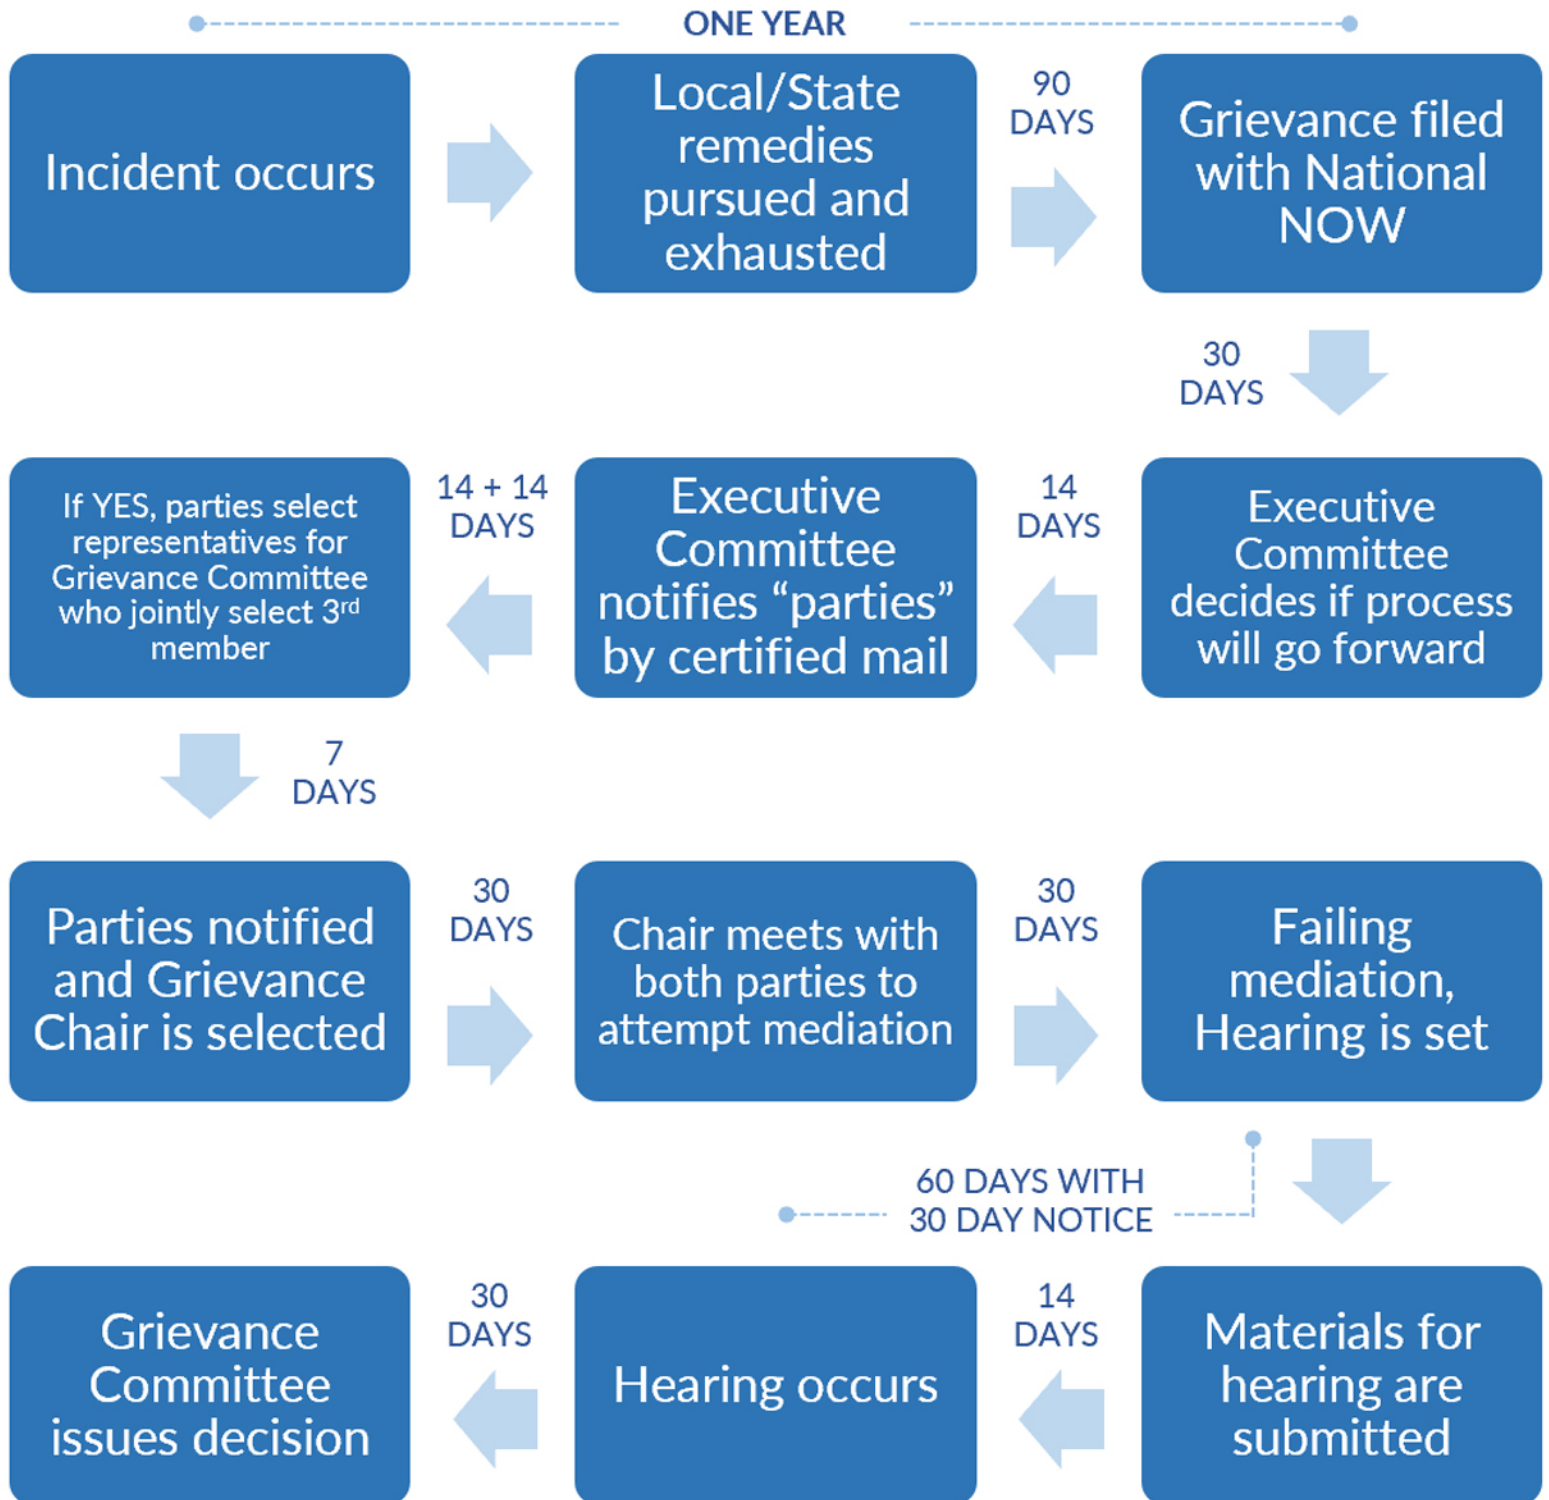 ONE YEAR
Incident occurs
Local/State
remedies
pursued and
exhausted
90
DAYS
Grievance filed
with National
NOW
30
DAYS
Executive
Committee
decides if process
will go forward
14
DAYS
Executive
Committee
notifies “parties”
by certified mail
14 + 14
DAYS
If YES, parties select
representatives for
Grievance Committee
who jointly select 3rd
member
7
DAYS
Parties notified
and Grievance
Chair is selected
30
DAYS
Chair meets with
both parties to
attempt mediation
30
DAYS
Failing
mediation,
Hearing is set
60 DAYS WITH
30 DAY NOTICE
Materials for
hearing are
submitted
14
DAYS
Hearing occurs
30
DAYS
Grievance
Committee
issues decision